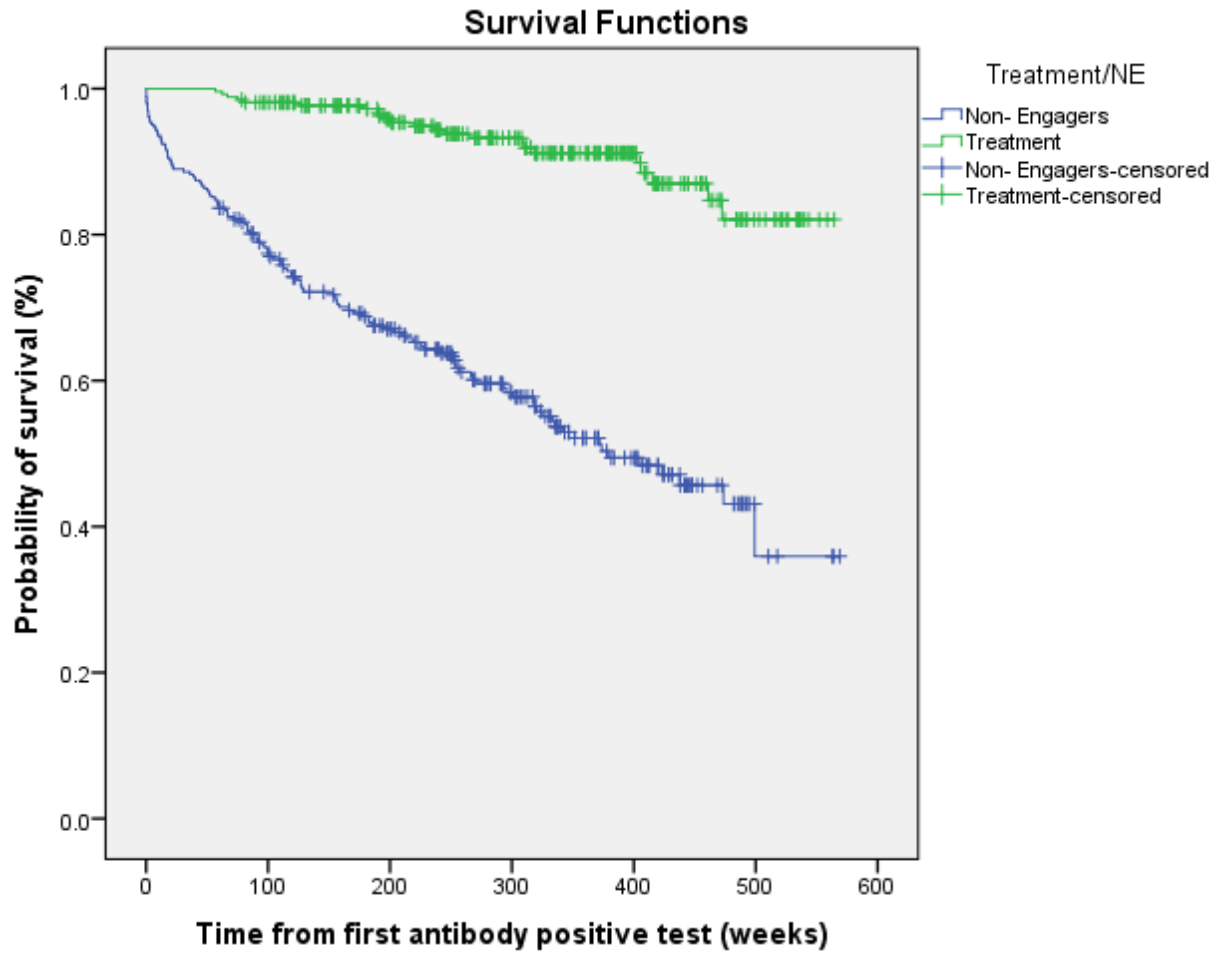 Survival Functions
Treatment/NE
Non- Engagers
Treatment
Non- Engagers-censored
Treatment-censored
Probability of survival (%)
1.0
0.8
0.6
0.4
0.2
0.0
0 100 200 300 400 500 600
Time from first antibody positive test (weeks)